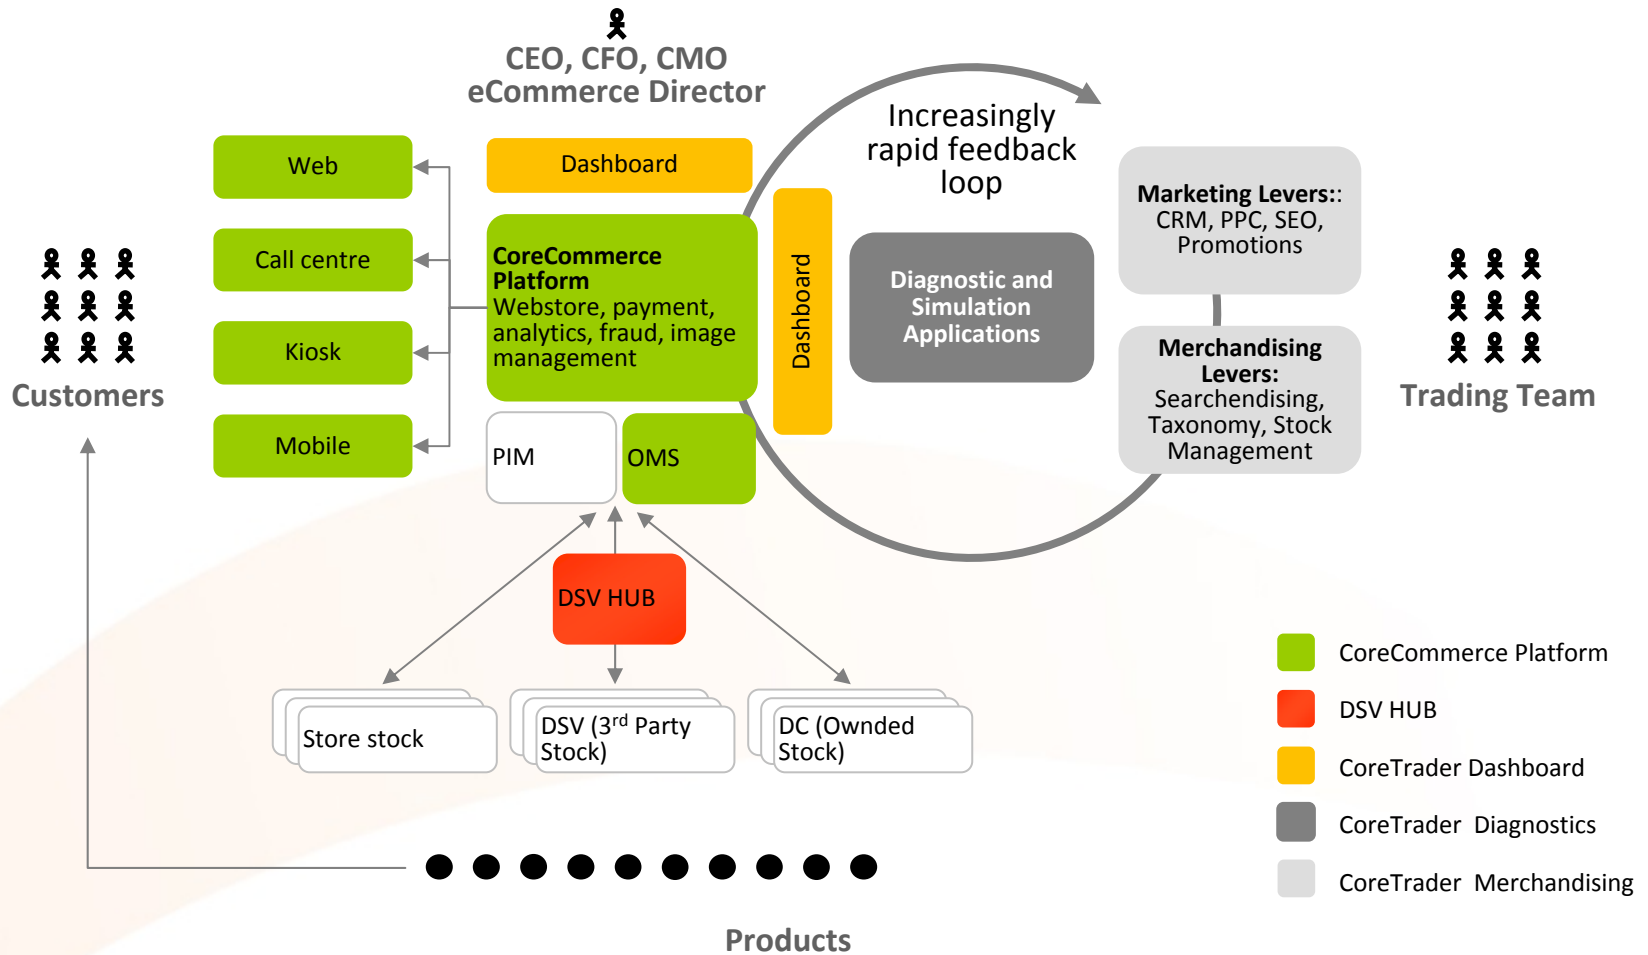 CEO, CFO, CMO
eCommerce Director
Web
Call centre
Kiosk
Mobile
Customers
Dashboard
CoreCommerce
Platform
Webstore, payment,
analytics, fraud, image
management
PIM
OMS
Dashboard
Increasingly
rapid feedback
loop
Diagnostic and
Simulation
Applications
Marketing Levers::
CRM, PPC, SEO,
Promotions
Merchandising
Levers:
Searchendising,
Taxonomy, Stock
Management
Trading Team
DSV HUB
Store stock
DSV (3rd Party
Stock)
DC (Ownded
Stock)
Products
CoreCommerce Platform
DSV HUB
CoreTrader Dashboard
CoreTrader Diagnostics
CoreTrader Merchandising